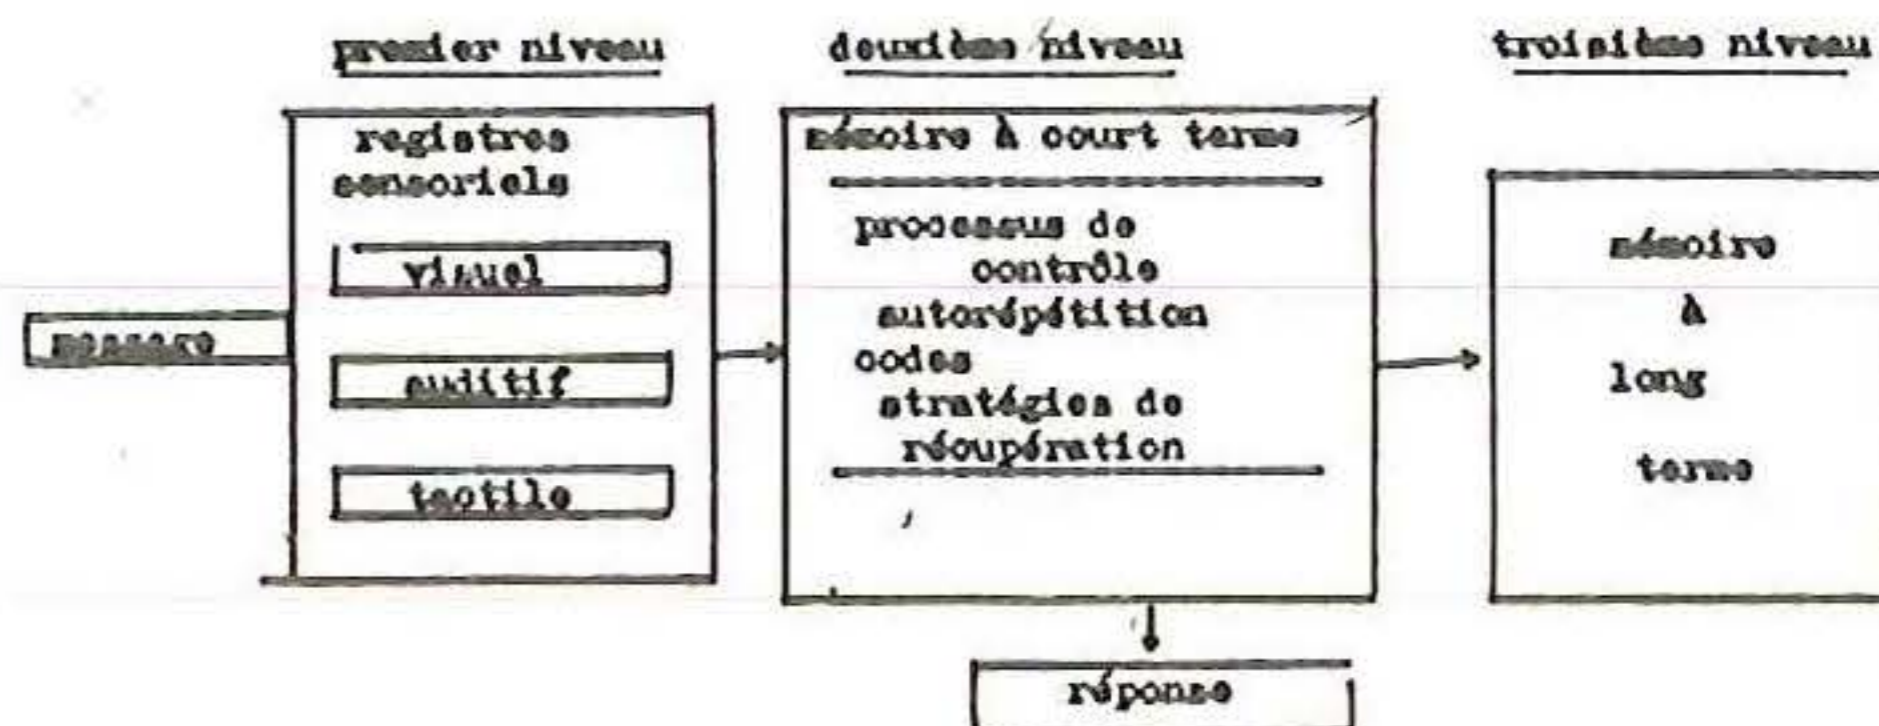 premier niveau
deuxième niveau
troisième niveau
message
registres
sensoriels
visuel
auditif
tactile
mémoire à court terme
processus de
contrôle
autorépétition
codes
stratégies de
récupération
réponse
mémoire
à
long
terme